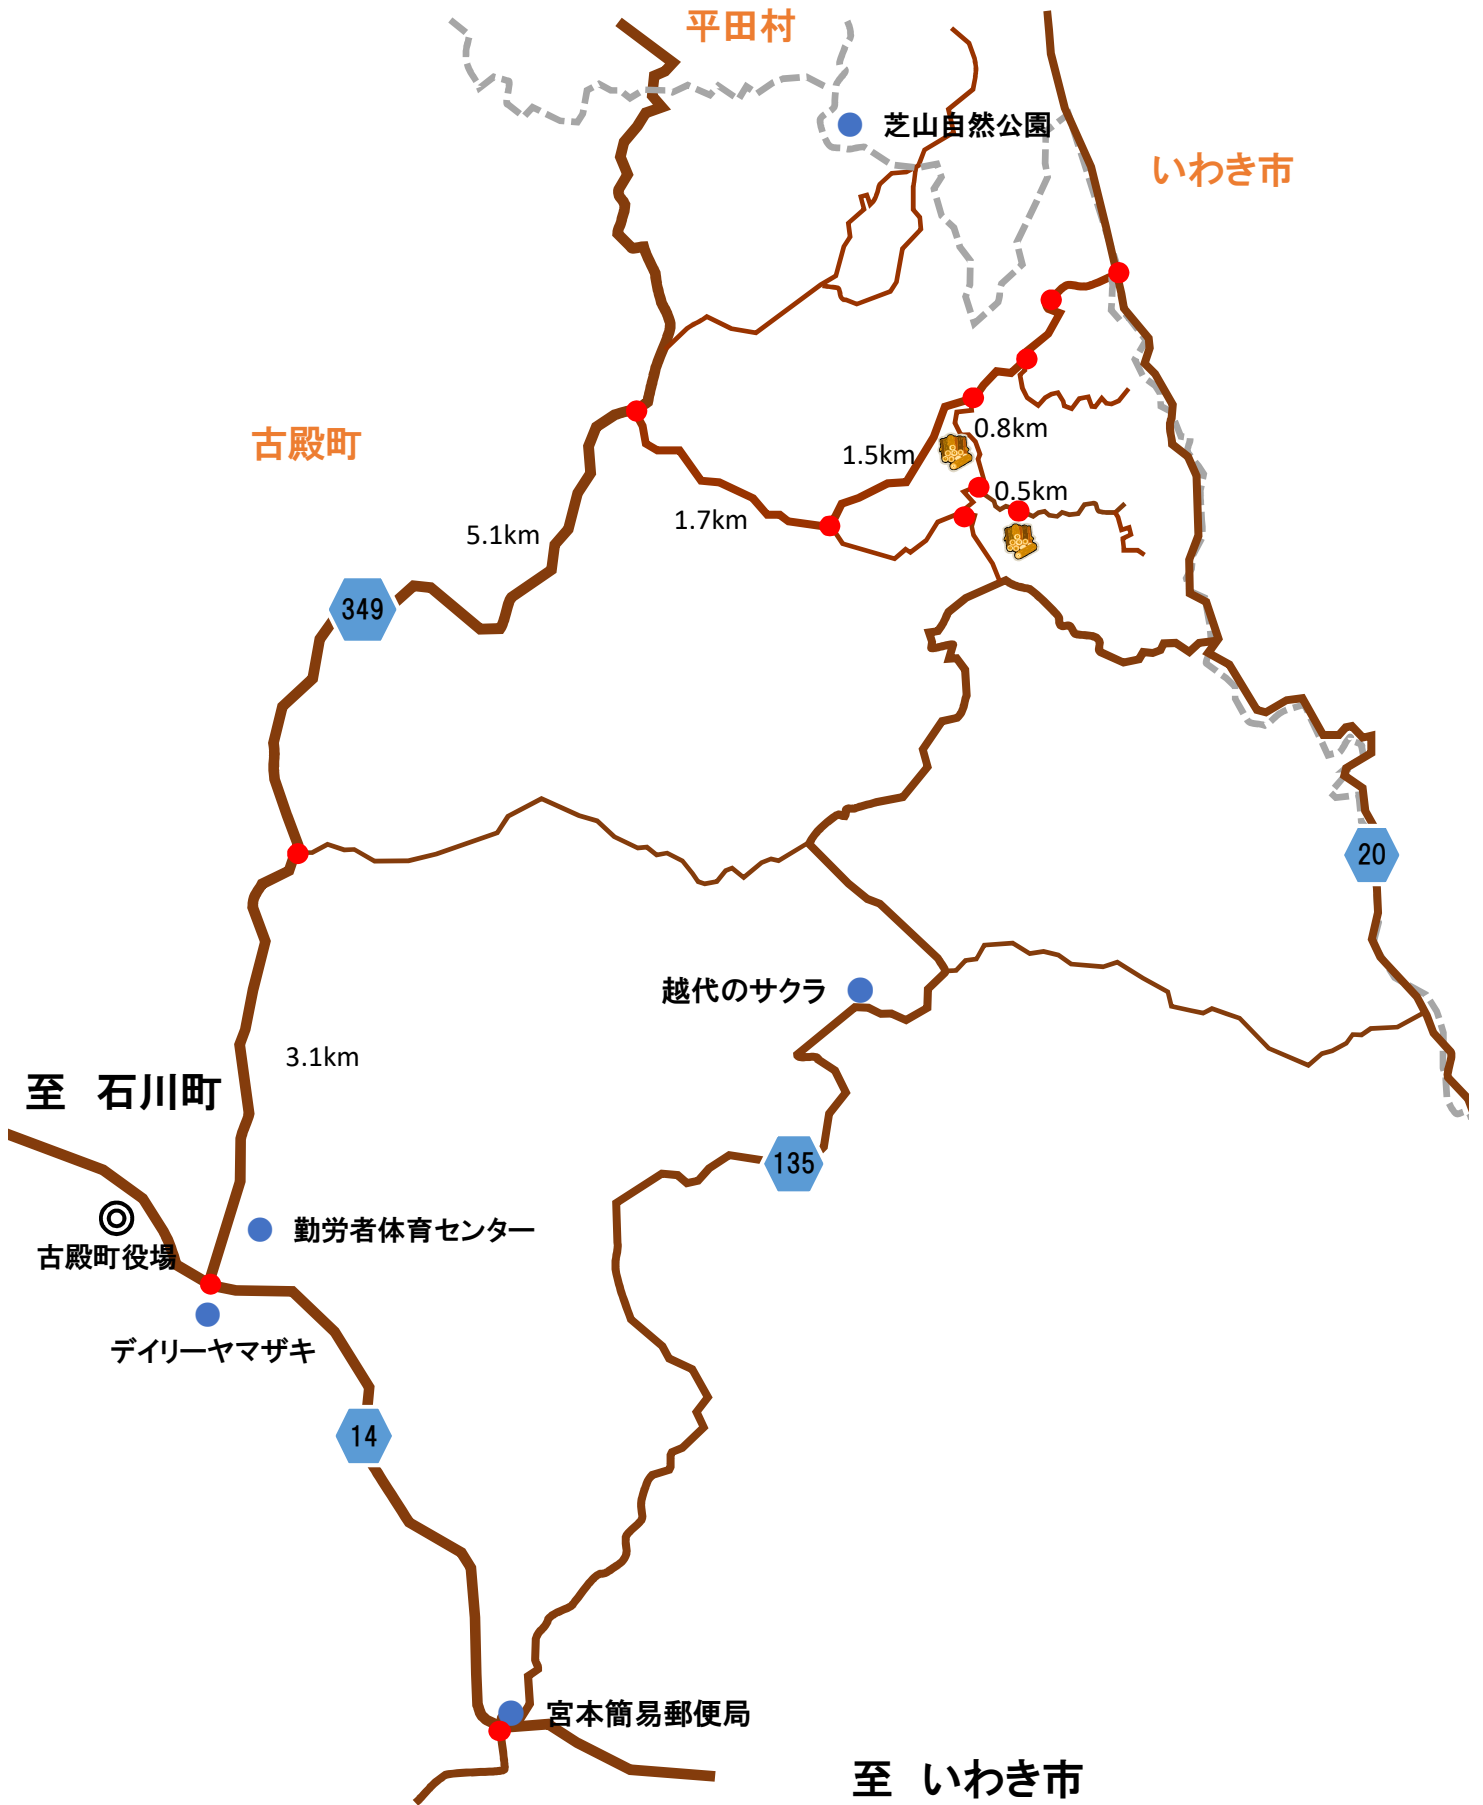 平田村
芝山自然公園
いわき市
古殿町
0.8km
1.5km
0.5km
1.7km
5.1km
349
20
越代のサクラ
3.1km
至　石川町
135
勤労者体育センター
古殿町役場
デイリーヤマザキ
14
宮本簡易郵便局
至　いわき市